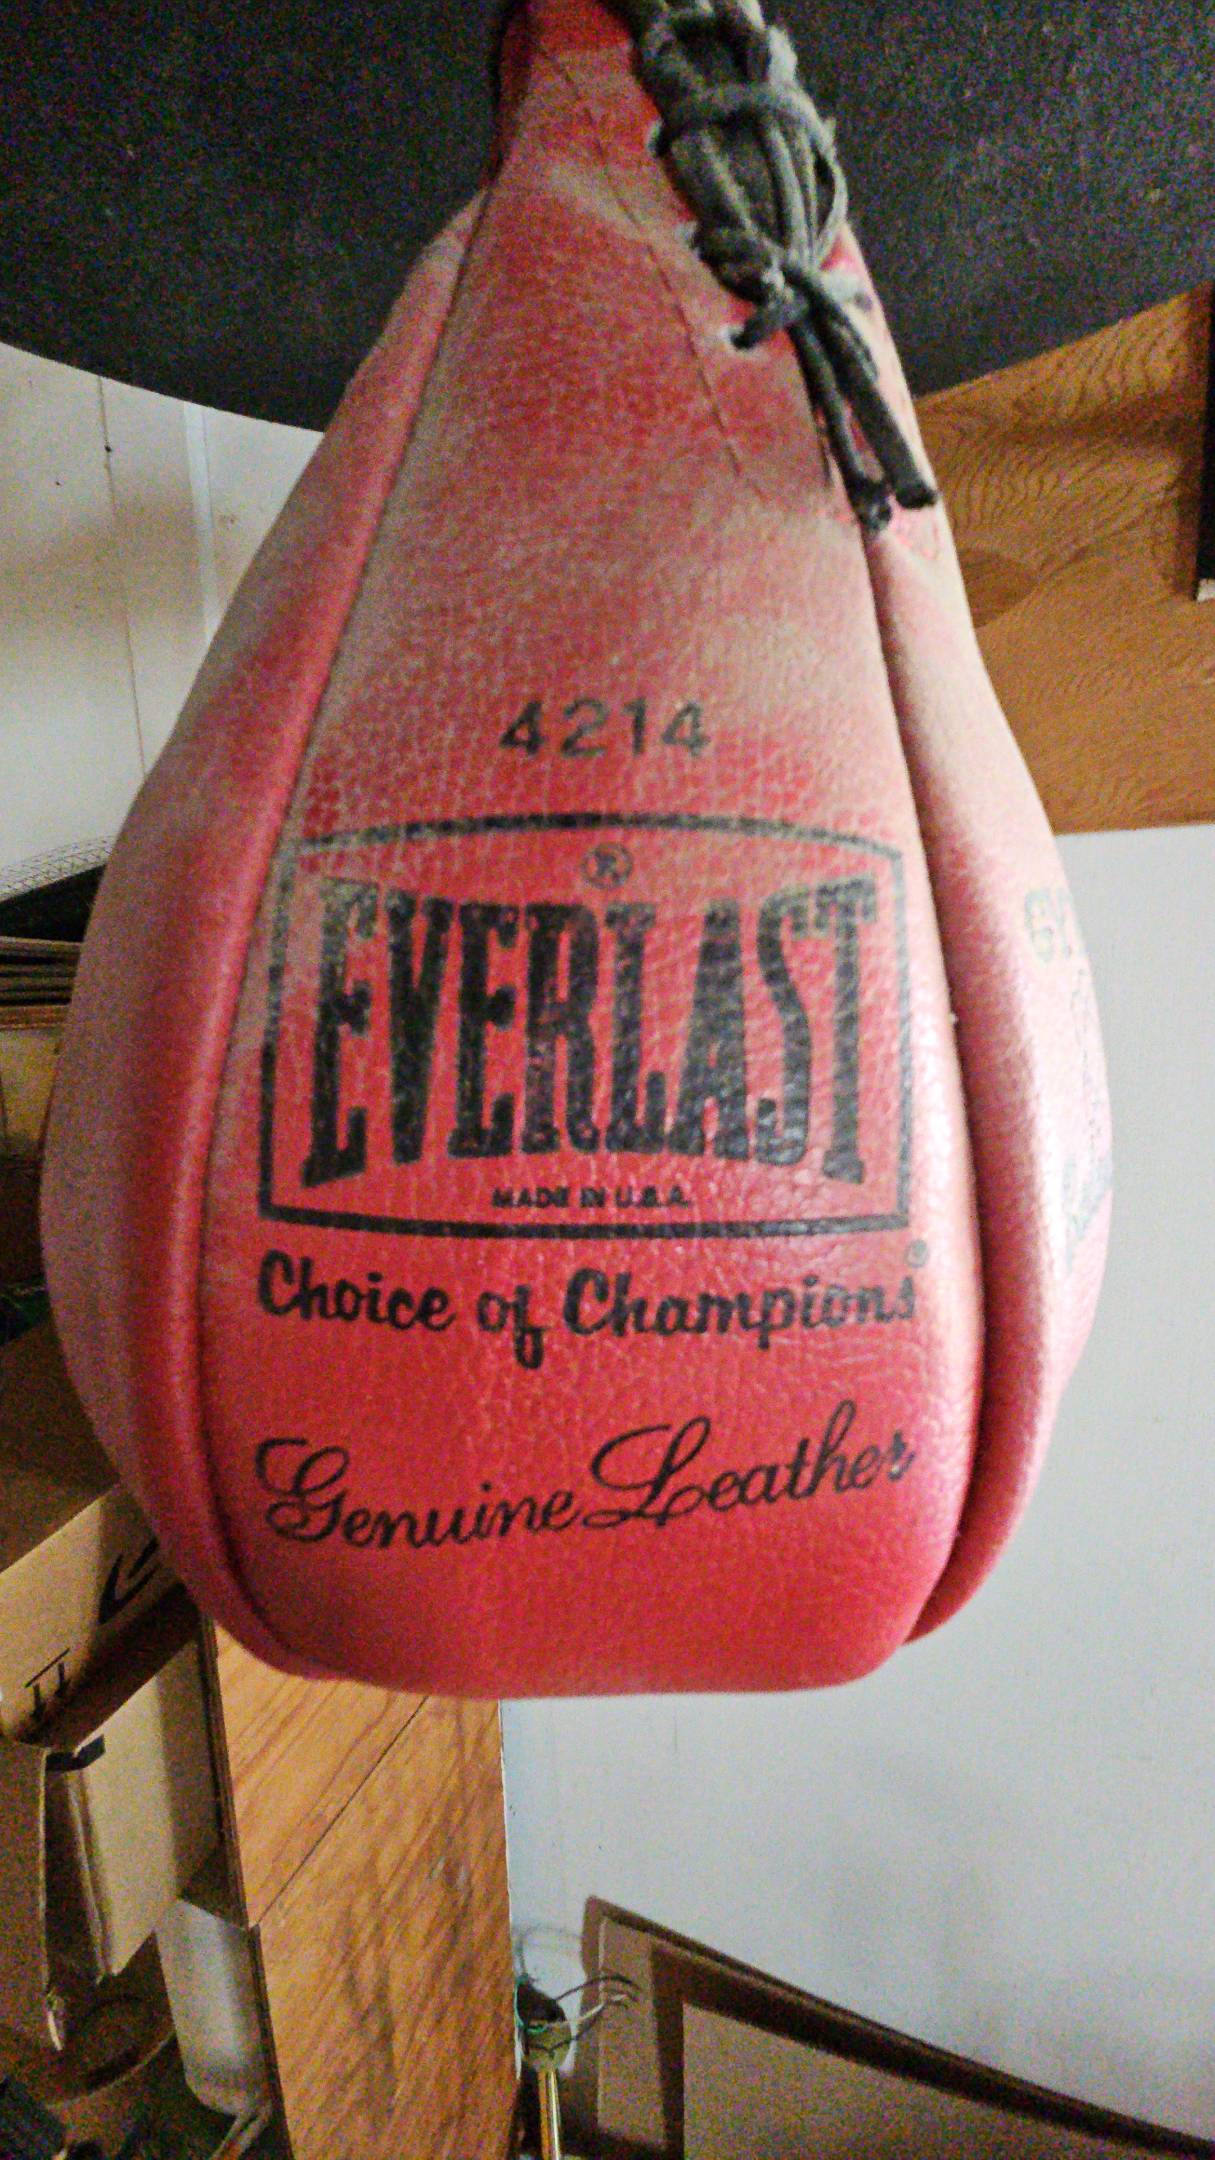 4214
®
EVERLAST
MADE IN U.S.A.
Choice of Champions®
Genuine Leather